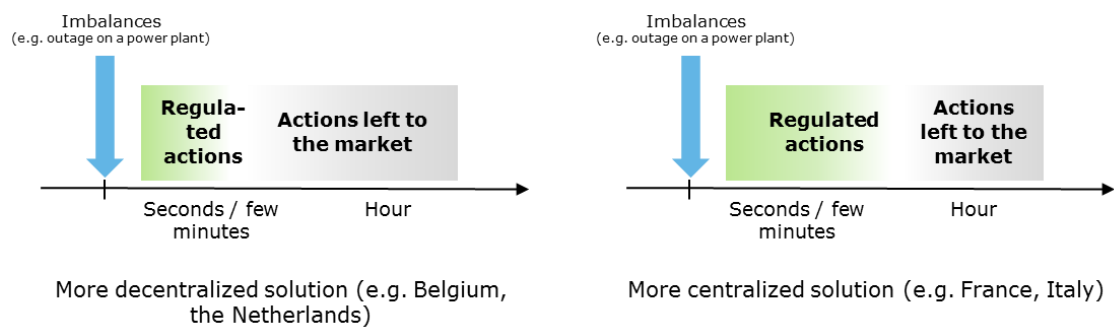 Imbalances
(e.g. outage on a power plant)
Regula-
ted
actions
Actions left to
the market
Seconds / few
minutes
Hour
More decentralized solution (e.g. Belgium,
the Netherlands)
Imbalances
(e.g. outage on a power plant)
Regulated
actions
Actions
left to the
market
Seconds / few
minutes
Hour
More centralized solution (e.g. France, Italy)